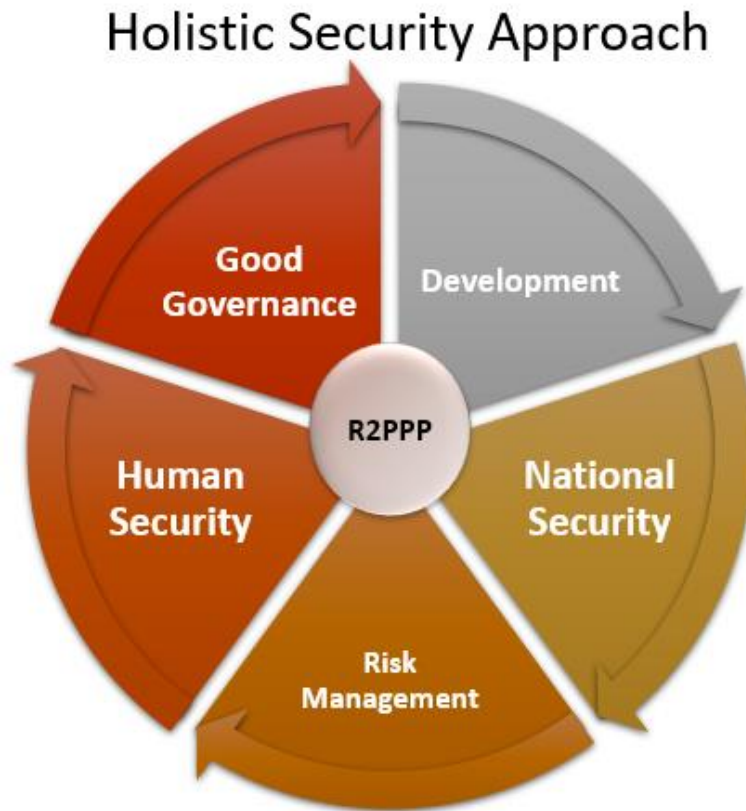 Holistic Security Approach
Good
Governance
Development
R2PPP
Human
Security
National
Security
Risk
Management